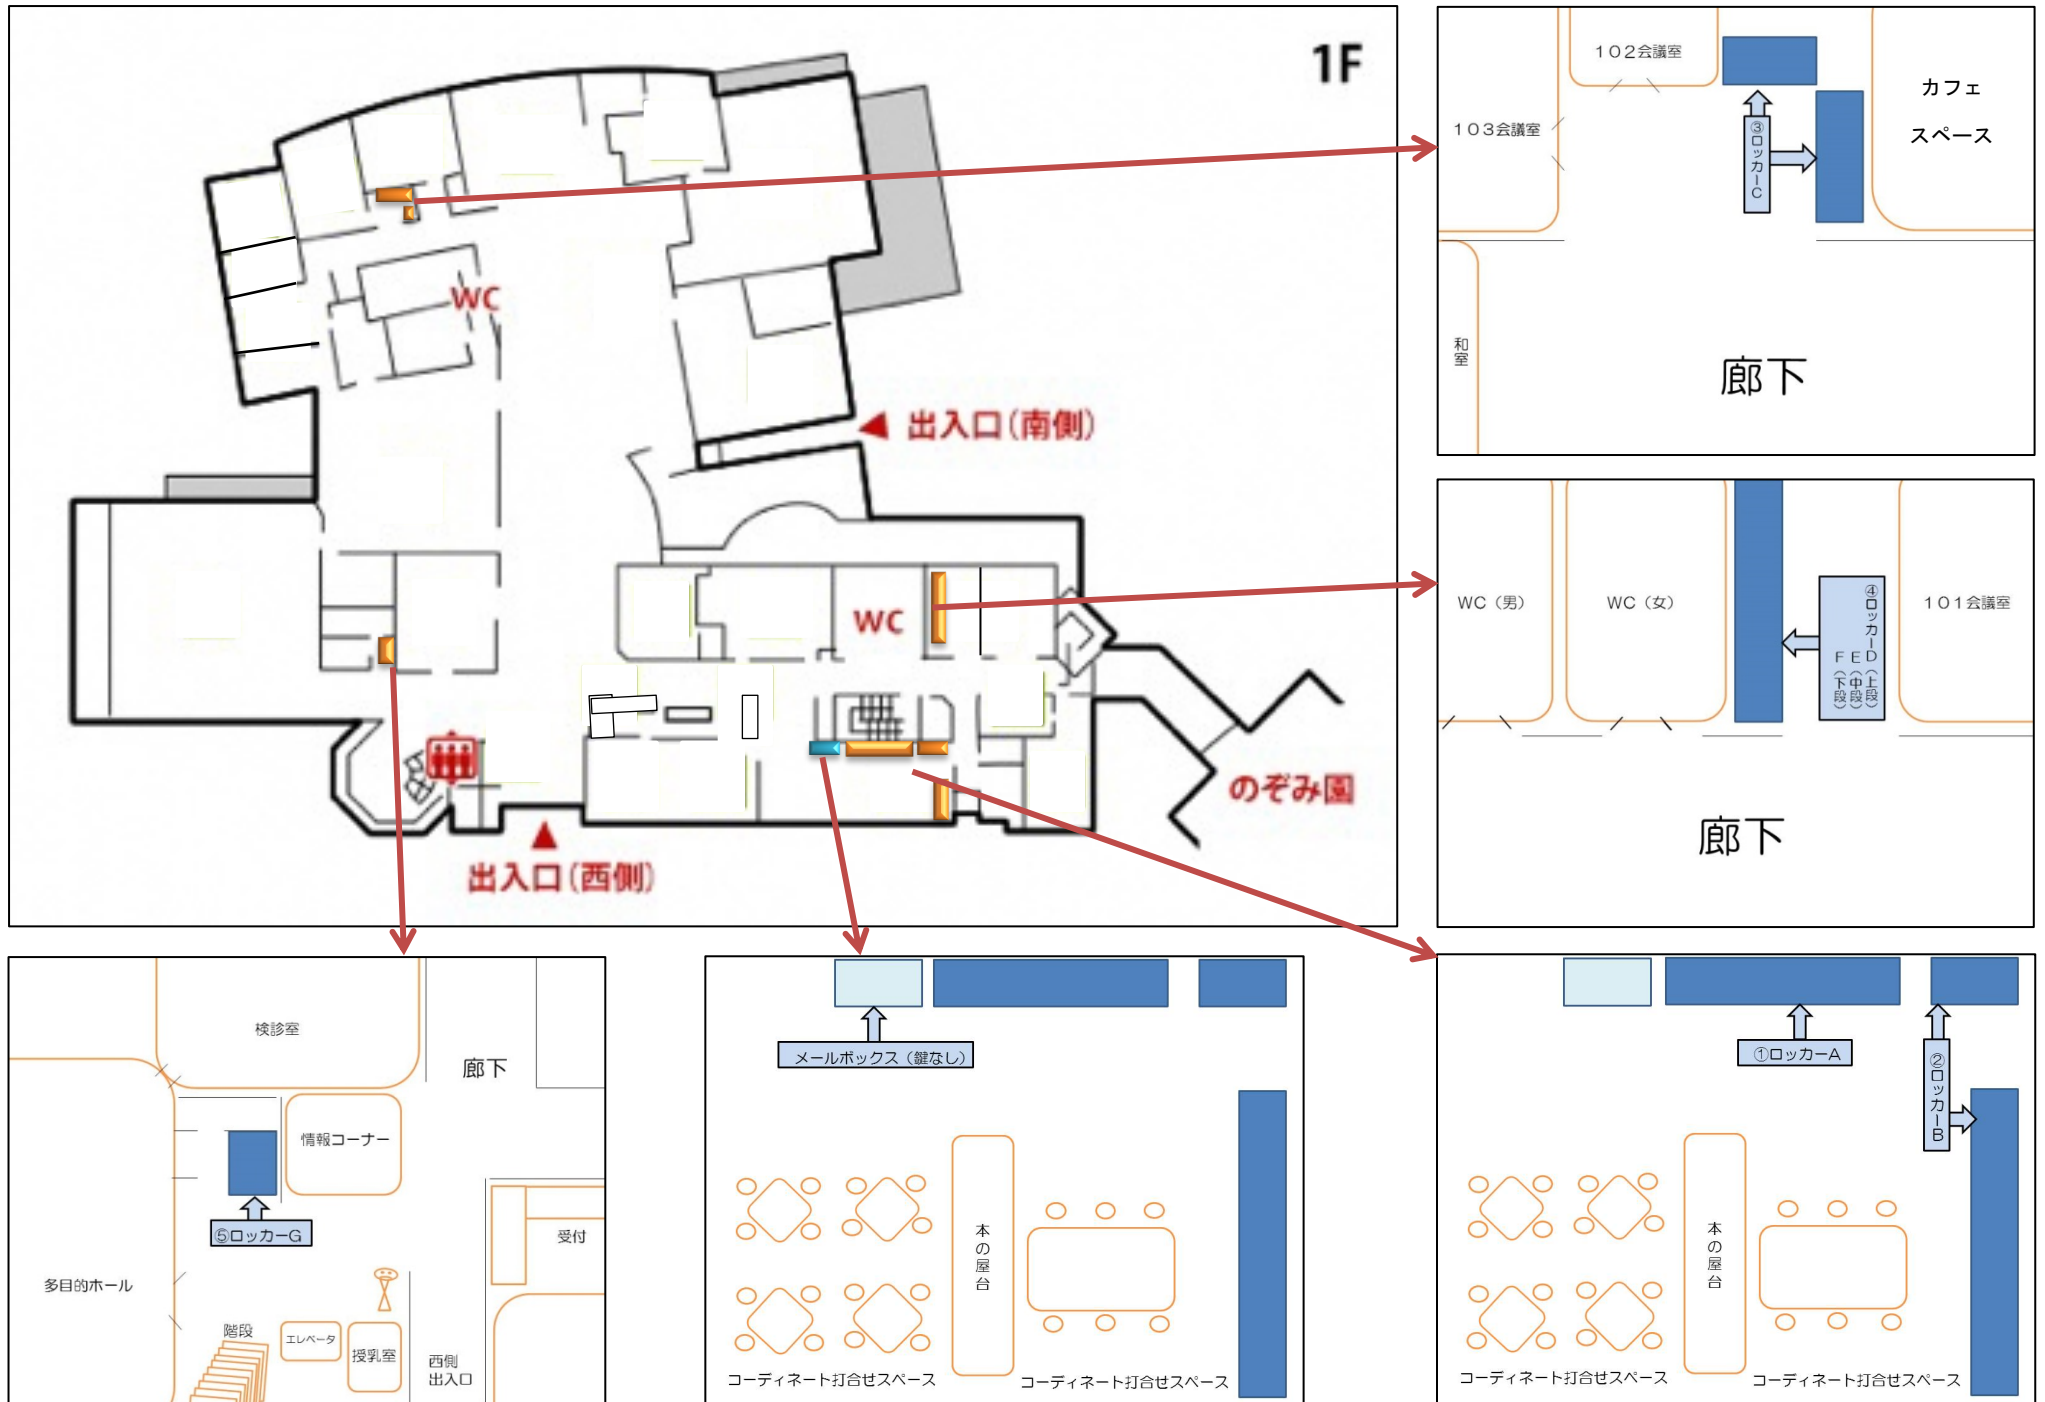 1F
WC
出入口(南側)
WC
のぞみ園
出入口(西側)
102会議室
103会議室
カフェ
スペース
③ロッカーC
和室
廊下
WC(男)
WC(女)
④ロッカーD(上段)
E(中段)
F(下段)
101会議室
廊下
検診室
廊下
情報コーナー
⑤ロッカーG
受付
多目的ホール
階段
エレベータ
授乳室
西側
出入口
メールボックス(鍵なし)
本の屋台
コーディネート打合せスペース
コーディネート打合せスペース
①ロッカーA
②ロッカーB
本の屋台
コーディネート打合せスペース
コーディネート打合せスペース